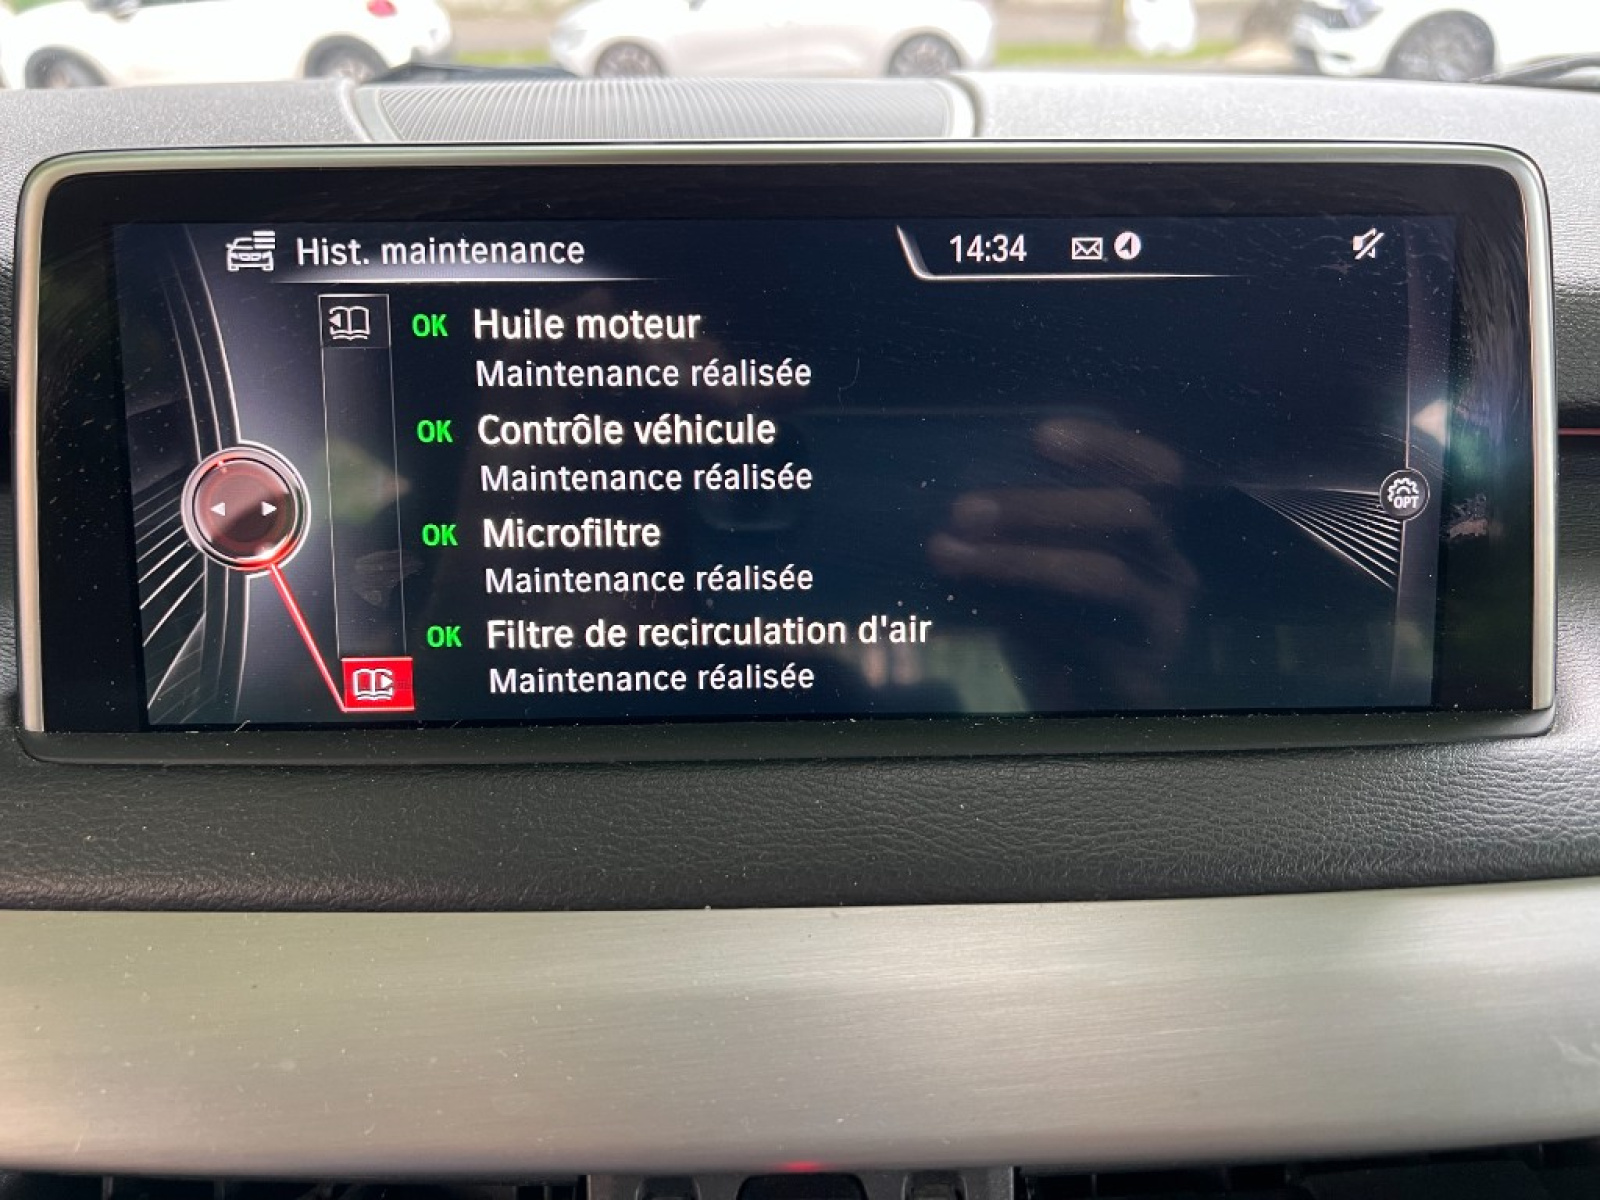 Hist. maintenance
14:34
OK Huile moteur
Maintenance réalisée
OK Contrôle véhicule
Maintenance réalisée
OK Microfiltre
Maintenance réalisée
OPT
OK Filtre de recirculation d'air
Maintenance réalisée